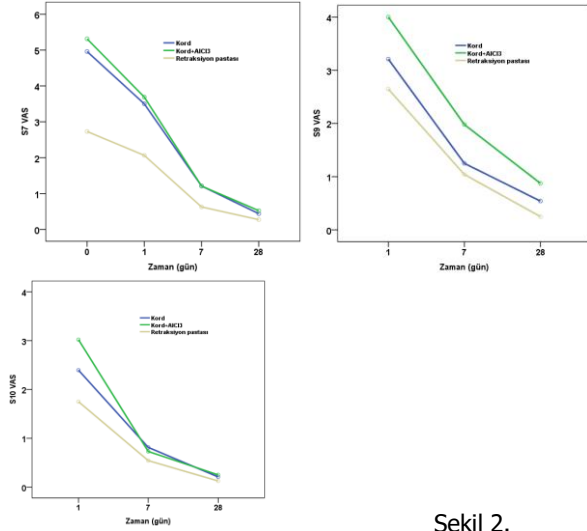 S7 VAS
6
5
4
3
2
1
0
Kord
Kord+AlCl3
Retraksiyon pastası
0 1 7 28
Zaman (gün)
S9 VAS
4
3
2
1
0
Kord
Kord+AlCl3
Retraksiyon pastası
1 7 28
Zaman (gün)
S10 VAS
4
3
2
1
0
Kord
Kord+AlCl3
Retraksiyon pastası
1 7 28
Zaman (gün)
Şekil 2.